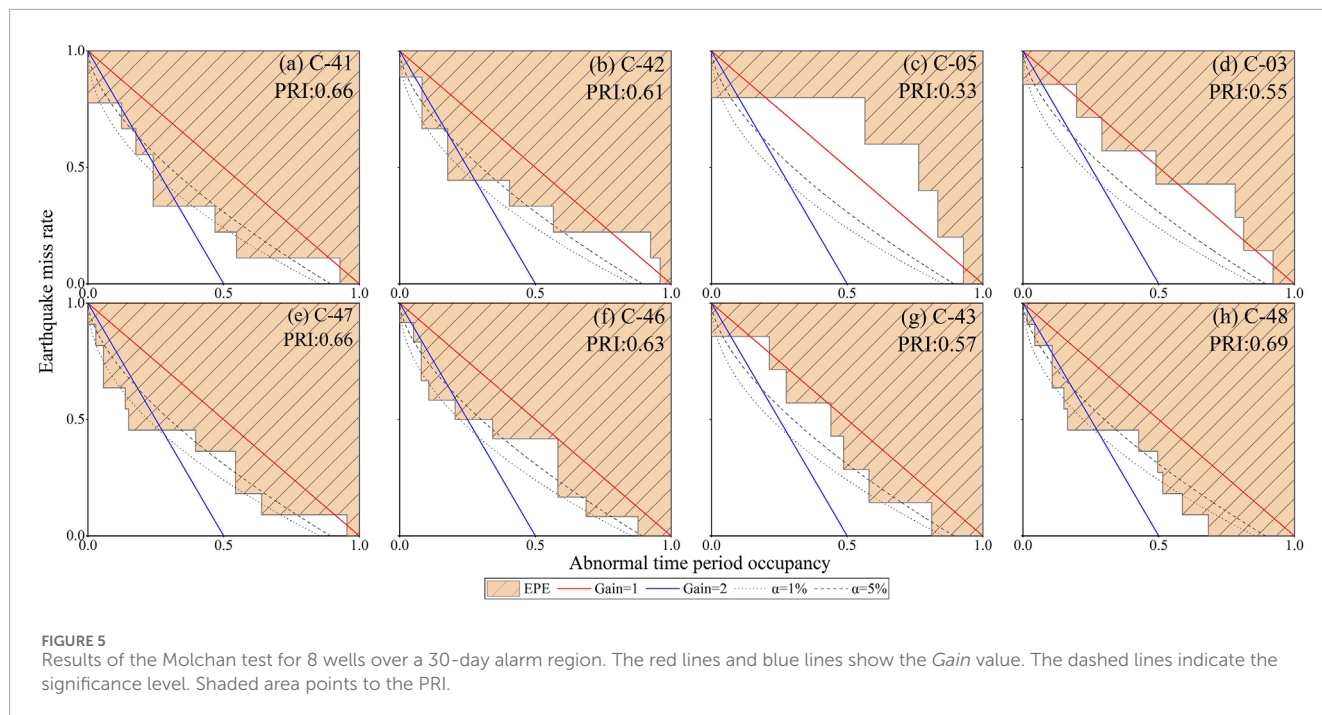 1.0
(a) C-41
PRI:0.66
(b) C-42
PRI:0.61
(c) C-05
PRI:0.33
(d) C-03
PRI:0.55
0.5
0.0
0.5
1.0
0.5
1.0
0.5
1.0
0.5
1.0
1.0
0.0
0.0
0.0
(e) C-47
PRI:0.66
(f) C-46
PRI:0.63
(g) C-43
PRI:0.57
(h) C-48
PRI:0.69
0.5
0.0
0.0
0.5
1.0
0.0
0.5
1.0
0.0
0.5
1.0
0.0
0.5
1.0
Earthquake miss rate
Abnormal time period occupancy
EPE Gain=1 Gain=2 α=1% α=5%
FIGURE 5
Results of the Molchan test for 8 wells over a 30-day alarm region. The red lines and blue lines show the Gain value. The dashed lines indicate the
significance level. Shaded area points to the PRI.